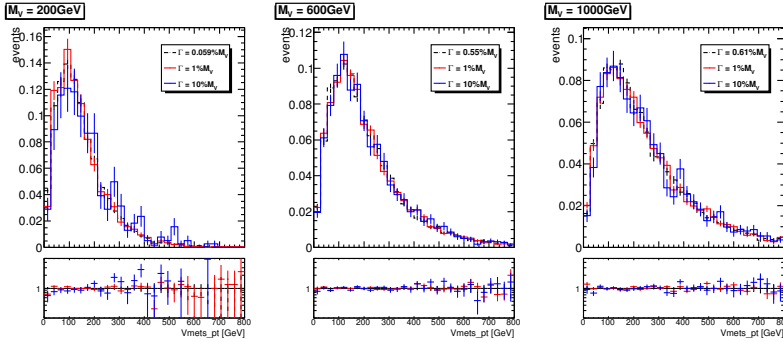 M_V = 200GeV
events
0.16
0.14
0.12
0.1
0.08
0.06
0.04
0.02
0
Γ = 0.059%M_V
Γ = 1%M_V
Γ = 10%M_V
1
0 100 200 300 400 500 600 700 800
Vmets_pt [GeV]
M_V = 600GeV
events
0.12
0.1
0.08
0.06
0.04
0.02
0
Γ = 0.55%M_V
Γ = 1%M_V
Γ = 10%M_V
1
0 100 200 300 400 500 600 700 800
Vmets_pt [GeV]
M_V = 1000GeV
events
0.1
0.08
0.06
0.04
0.02
0
Γ = 0.61%M_V
Γ = 1%M_V
Γ = 10%M_V
1
0 100 200 300 400 500 600 700 800
Vmets_pt [GeV]